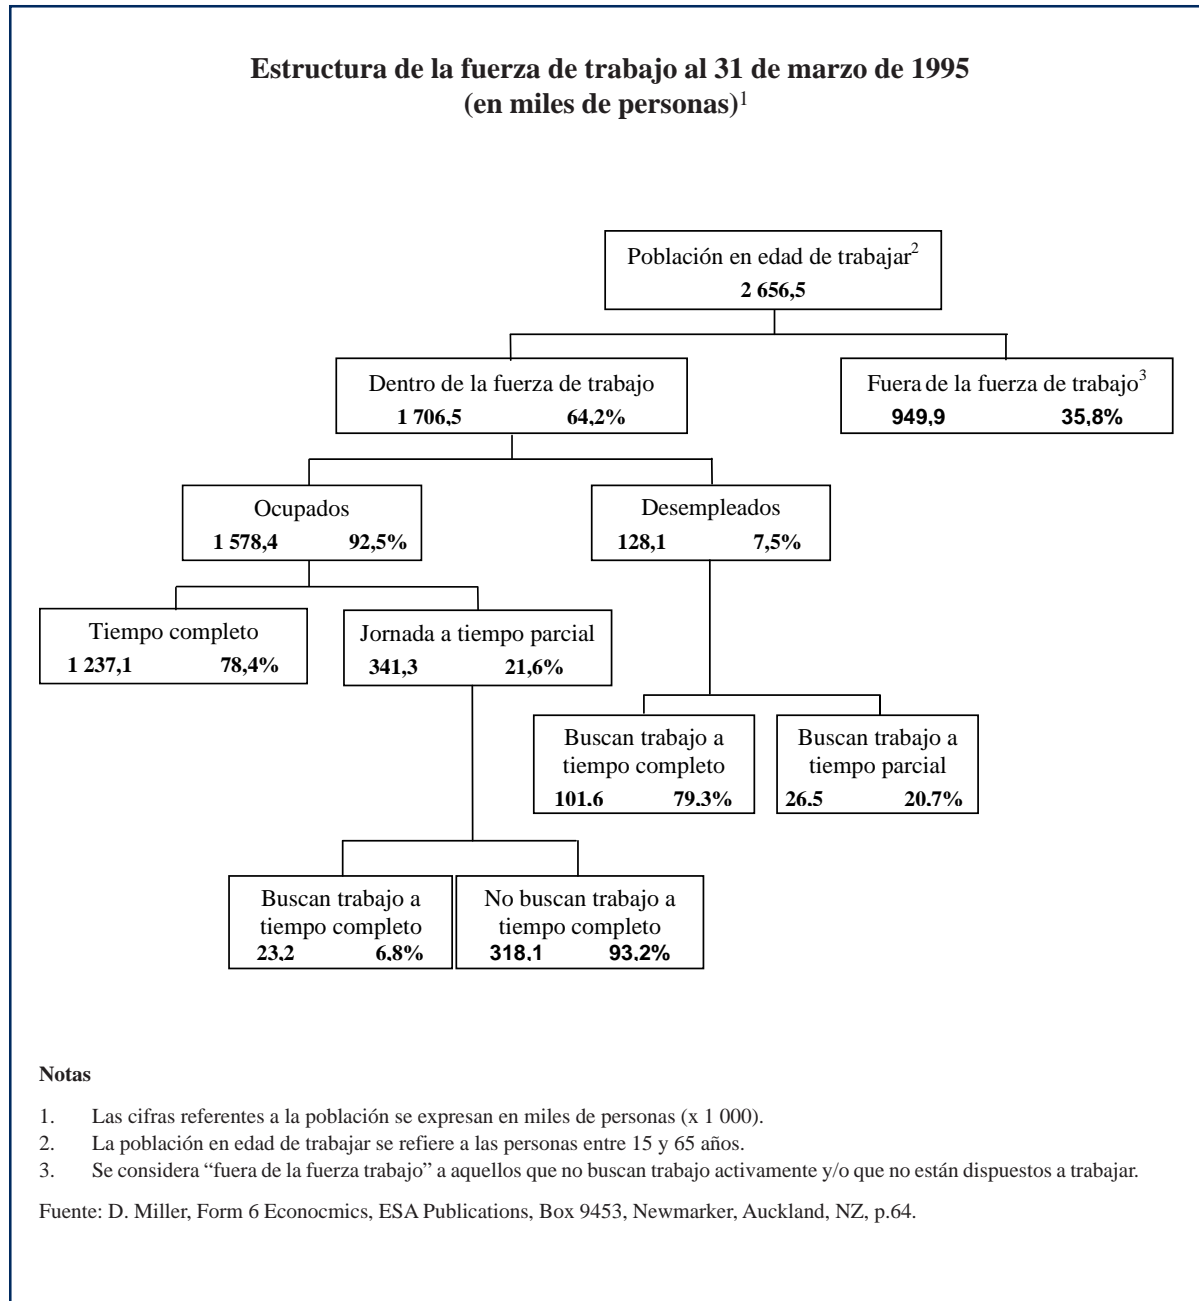 Estructura de la fuerza de trabajo al 31 de marzo de 1995
(en miles de personas)1
Población en edad de trabajar2
2 656,5
Dentro de la fuerza de trabajo
1 706,5 64,2%
Fuera de la fuerza de trabajo3
949,9 35,8%
Ocupados
1 578,4 92,5%
Desempleados
128,1 7,5%
Tiempo completo
1 237,1 78,4%
Jornada a tiempo parcial
341,3 21,6%
Buscan trabajo a
tiempo completo
101,6 79,3%
Buscan trabajo a
tiempo parcial
26,5 20,7%
Buscan trabajo a
tiempo completo
23,2 6,8%
No buscan trabajo a
tiempo completo
318,1 93,2%
Notas
1. Las cifras referentes a la población se expresan en miles de personas (x 1 000).
2. La población en edad de trabajar se refiere a las personas entre 15 y 65 años.
3. Se considera “fuera de la fuerza trabajo” a aquellos que no buscan trabajo activamente y/o que no están dispuestos a trabajar.
Fuente: D. Miller, Form 6 Econocmics, ESA Publications, Box 9453, Newmarker, Auckland, NZ, p.64.